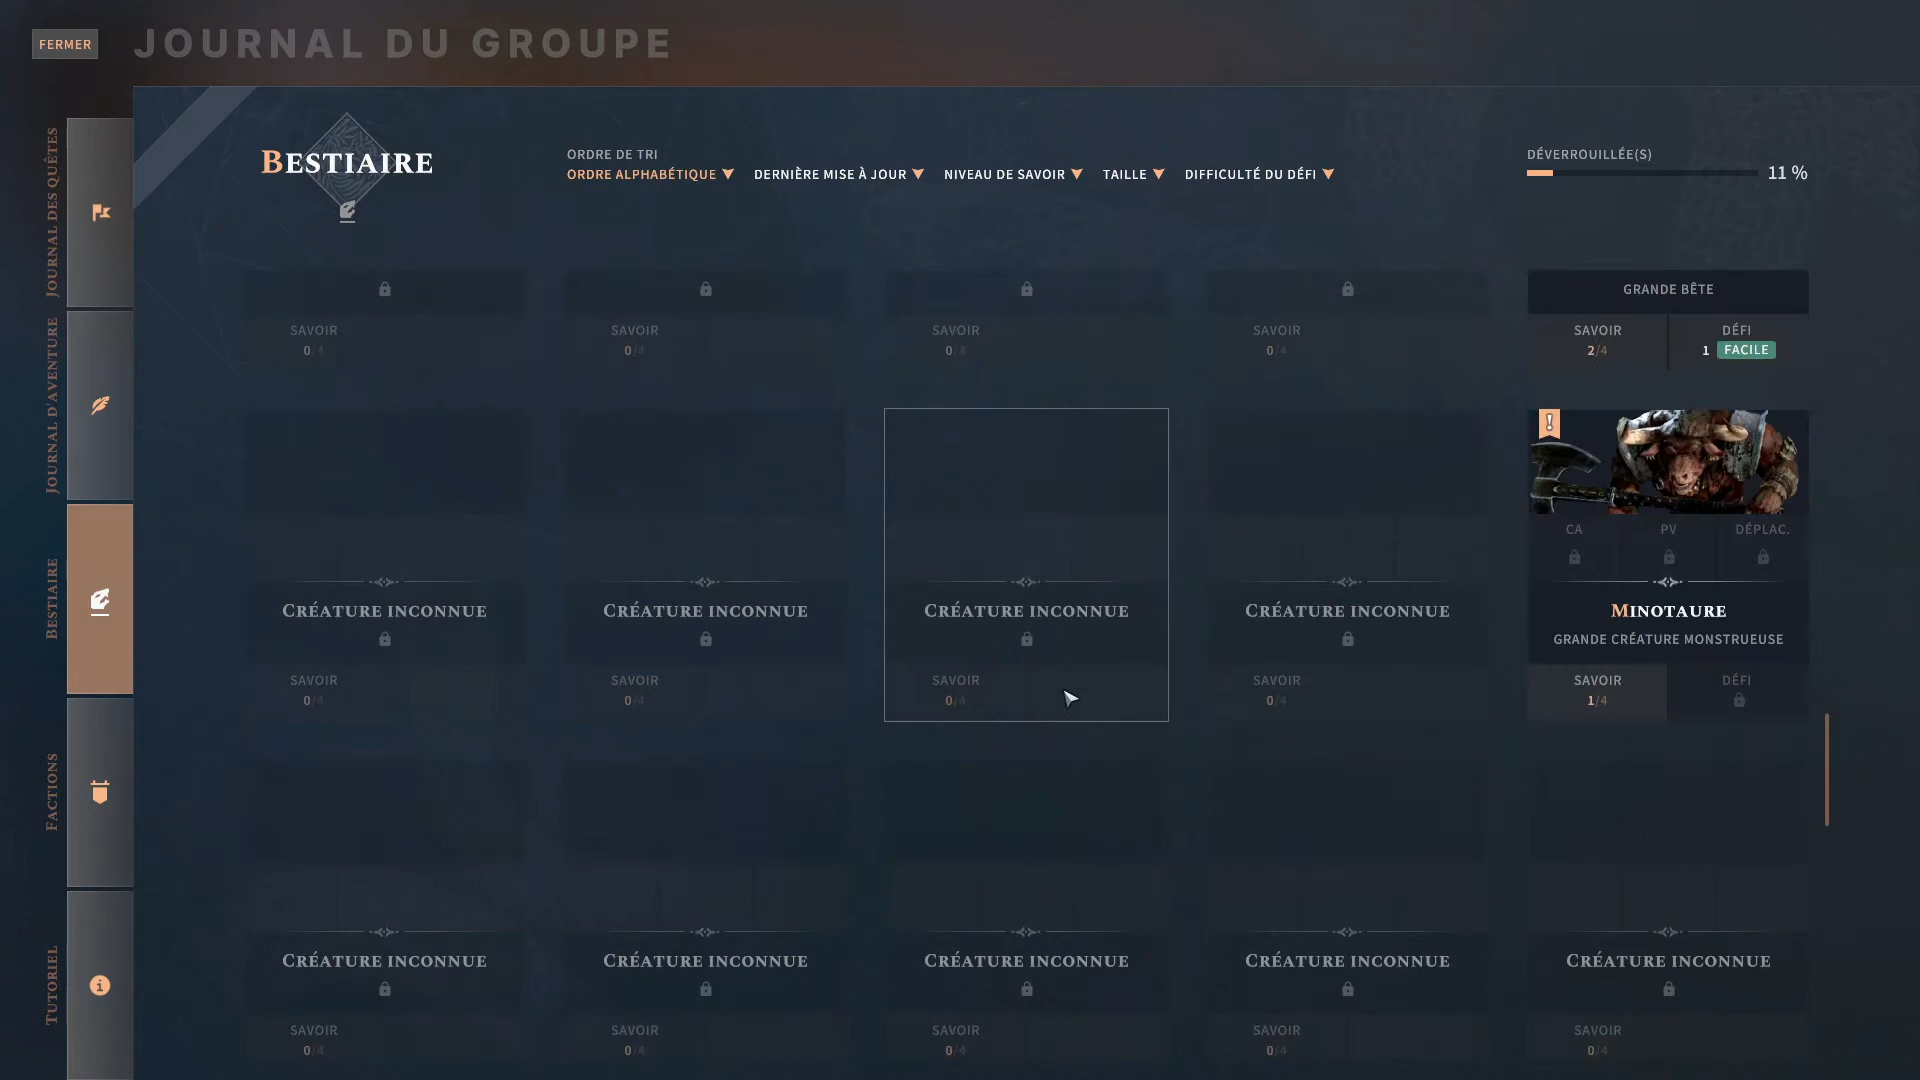 FERMER
JOURNAL DU GROUPE
JOURNAL DES QUÊTES
JOURNAL D'AVENTURE
BESTIAIRE
FACTIONS
TUTORIEL
BESTIAIRE
ORDRE DE TRI
ORDRE ALPHABÉTIQUE DERNIÈRE MISE À JOUR NIVEAU DE SAVOIR TAILLE DIFFICULTÉ DU DÉFI
DÉVERROUILLÉE(S)
11 %
GRANDE BÊTE
SAVOIR SAVOIR SAVOIR SAVOIR SAVOIR DÉFI
0/4 0/4 0/4 0/4 2/4 1 FACILE
CA PV DÉPLAC.
CRÉATURE INCONNUE CRÉATURE INCONNUE CRÉATURE INCONNUE CRÉATURE INCONNUE MINOTAURE
GRANDE CRÉATURE MONSTRUEUSE
SAVOIR SAVOIR SAVOIR SAVOIR SAVOIR DÉFI
0/4 0/4 0/4 0/4 1/4
CRÉATURE INCONNUE CRÉATURE INCONNUE CRÉATURE INCONNUE CRÉATURE INCONNUE CRÉATURE INCONNUE
SAVOIR SAVOIR SAVOIR SAVOIR SAVOIR
0/4 0/4 0/4 0/4 0/4